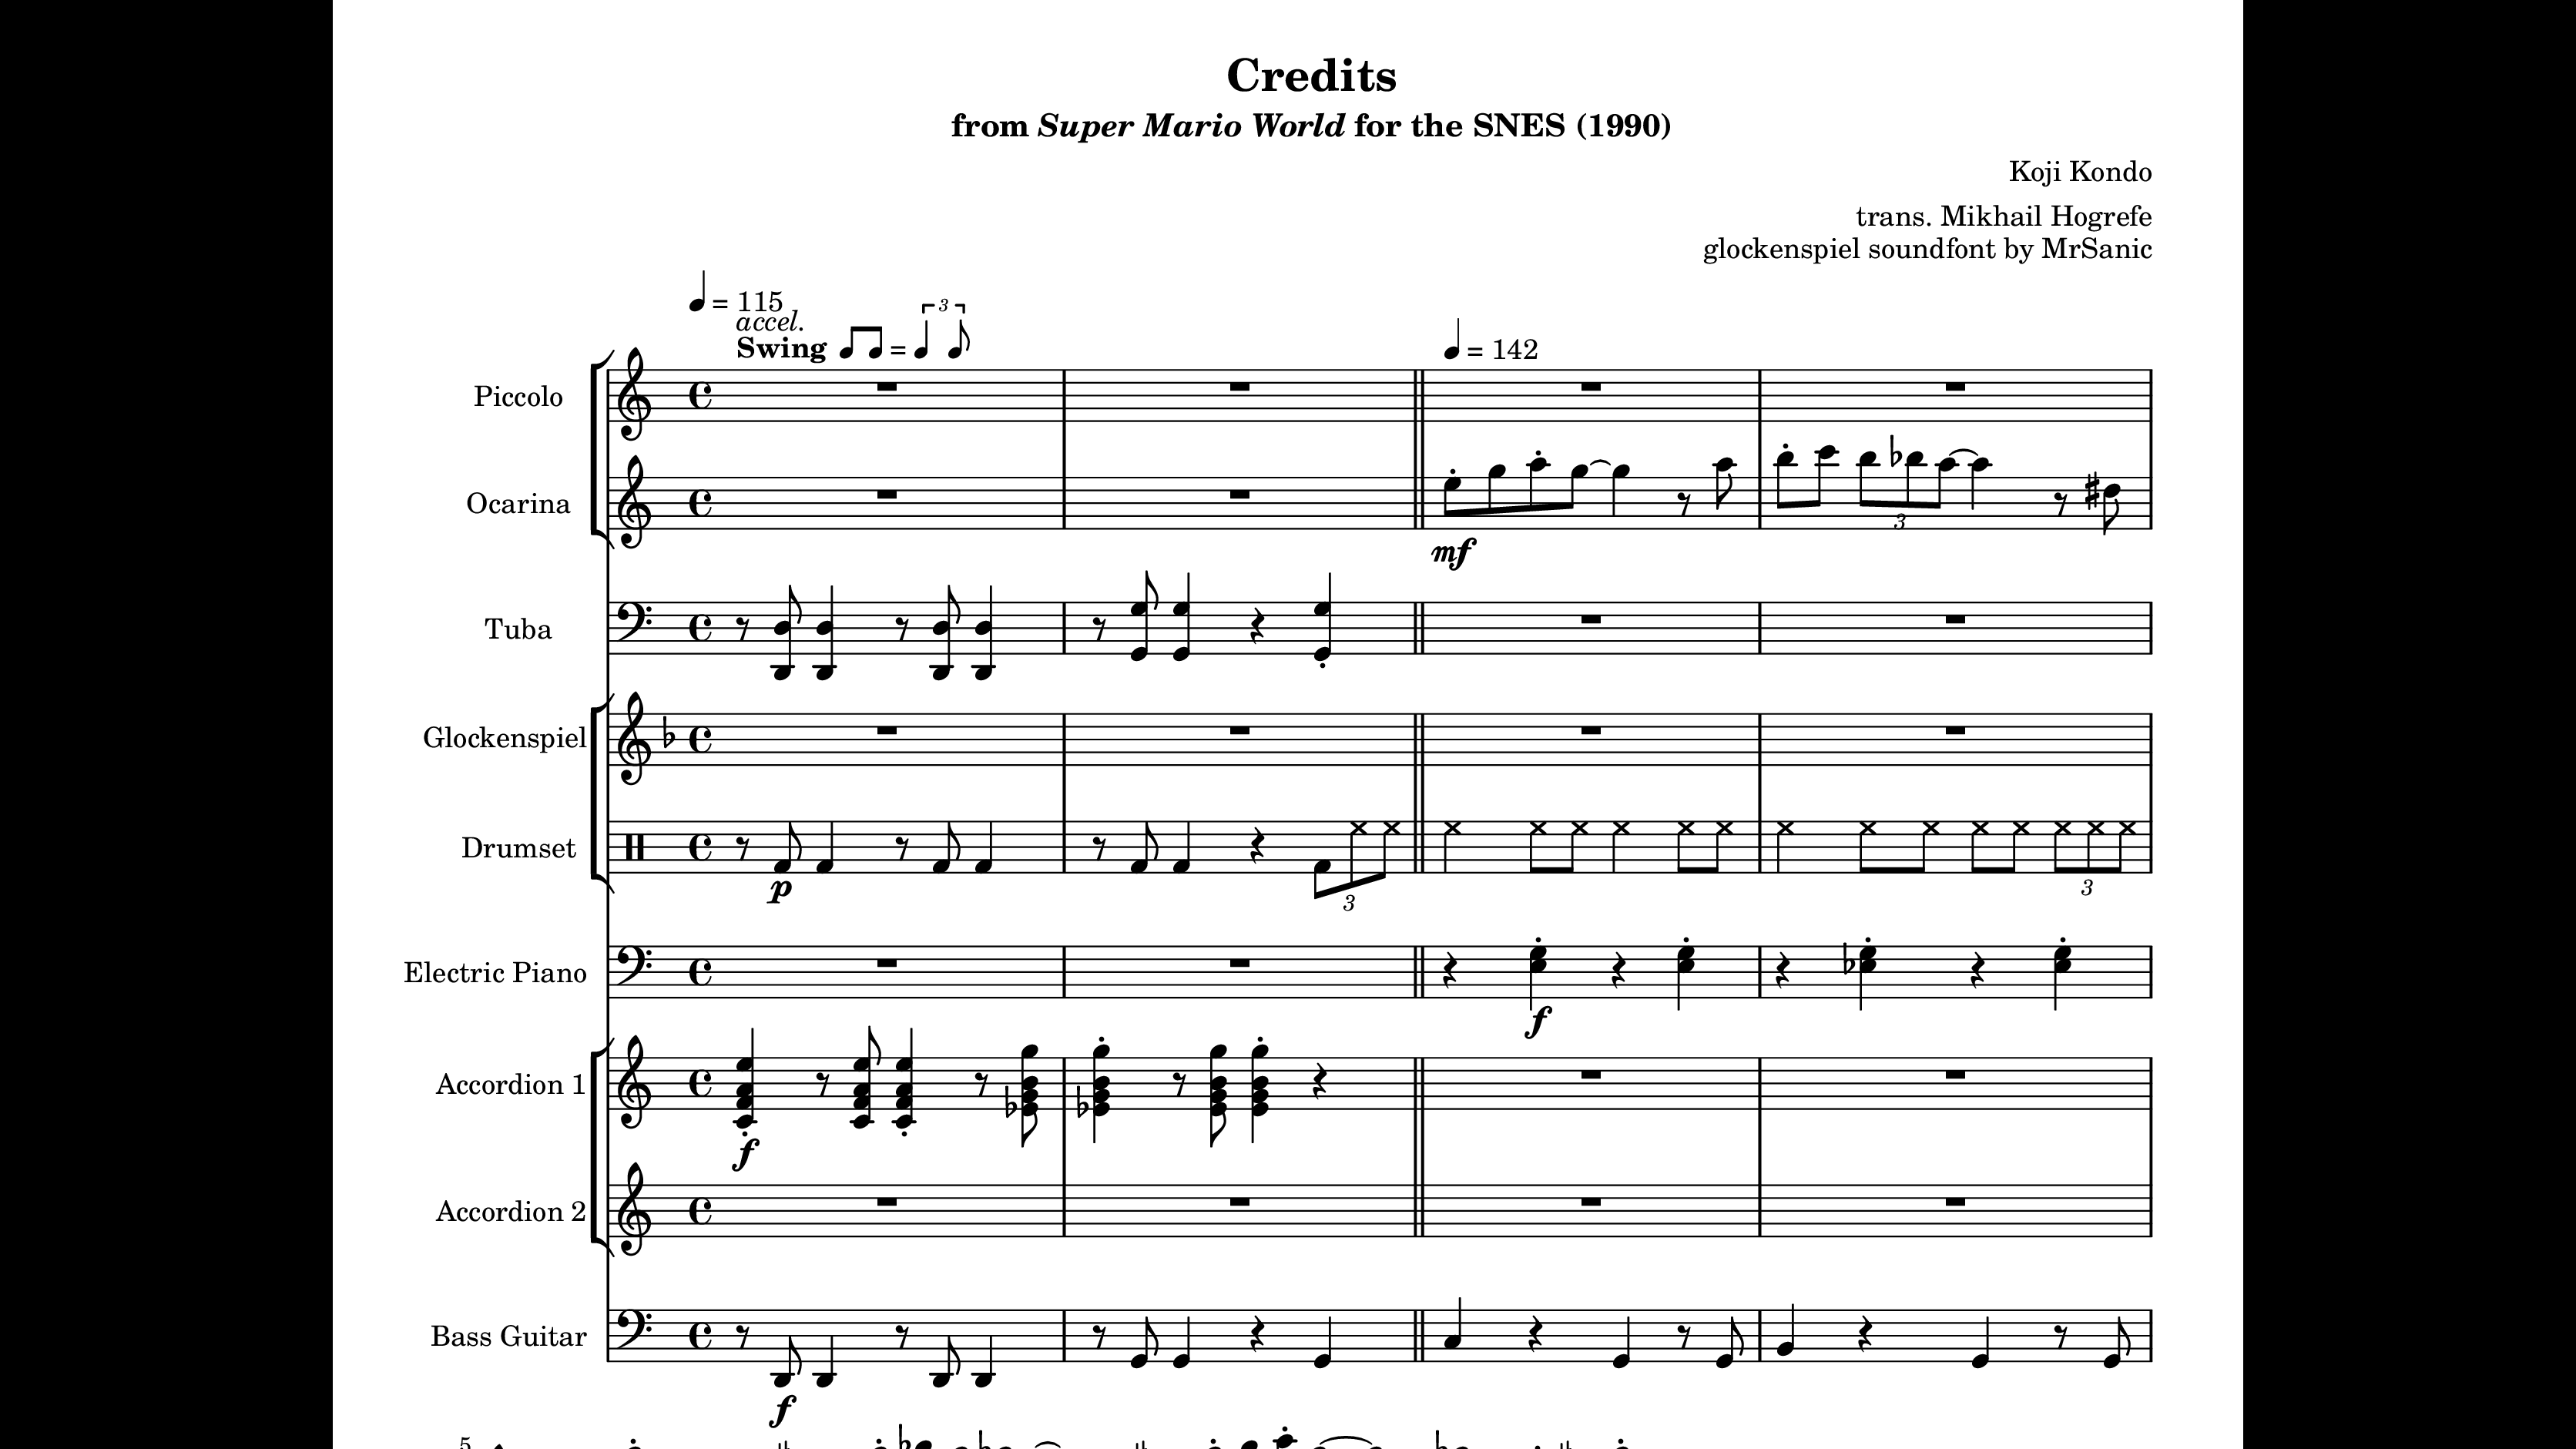 Credits
from Super Mario World for the SNES (1990)
Koji Kondo
trans. Mikhail Hogrefe
glockenspiel soundfont by MrSanic
= 115
accel.
3
Swing =
= 142
Piccolo
Ocarina
3
mf
Tuba
Glockenspiel
Drumset
p
3
3
Electric Piano
f
Accordion 1
f
Accordion 2
Bass Guitar
f
5